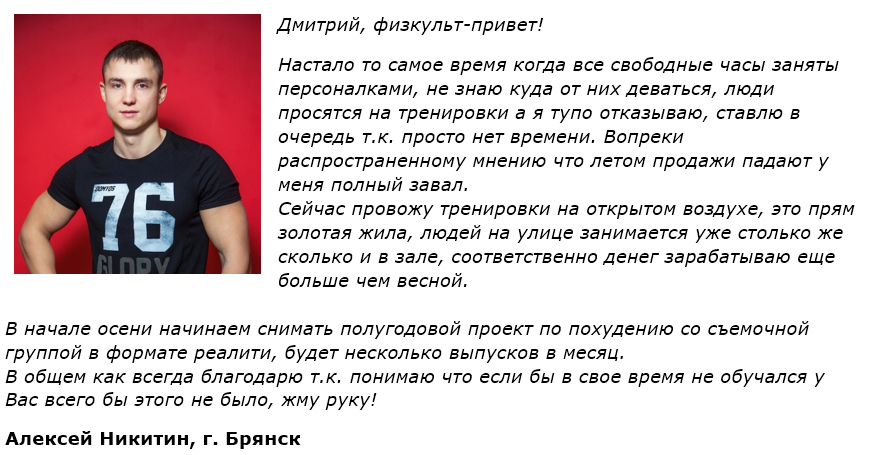 Дмитрий, физкульт-привет!
Настало то самое время когда все свободные часы заняты
персоналками, не знаю куда от них деваться, люди
просятся на тренировки а я тупо отказываю, ставлю в
очередь т.к. просто нет времени. Вопреки
распространенному мнению что летом продажи падают у
меня полный завал.
Сейчас провожу тренировки на открытом воздухе, это прям
золотая жила, людей на улице занимается уже столько же
сколько и в зале, соответственно денег зарабатываю еще
больше чем весной.
DOMYOS
76
GLORY
В начале осени начинаем снимать полугодовой проект по похудению со съемочной
группой в формате реалити, будет несколько выпусков в месяц.
В общем как всегда благодарю т.к. понимаю что если бы в свое время не обучался у
Вас всего бы этого не было, жму руку!
Алексей Никитин, г. Брянск